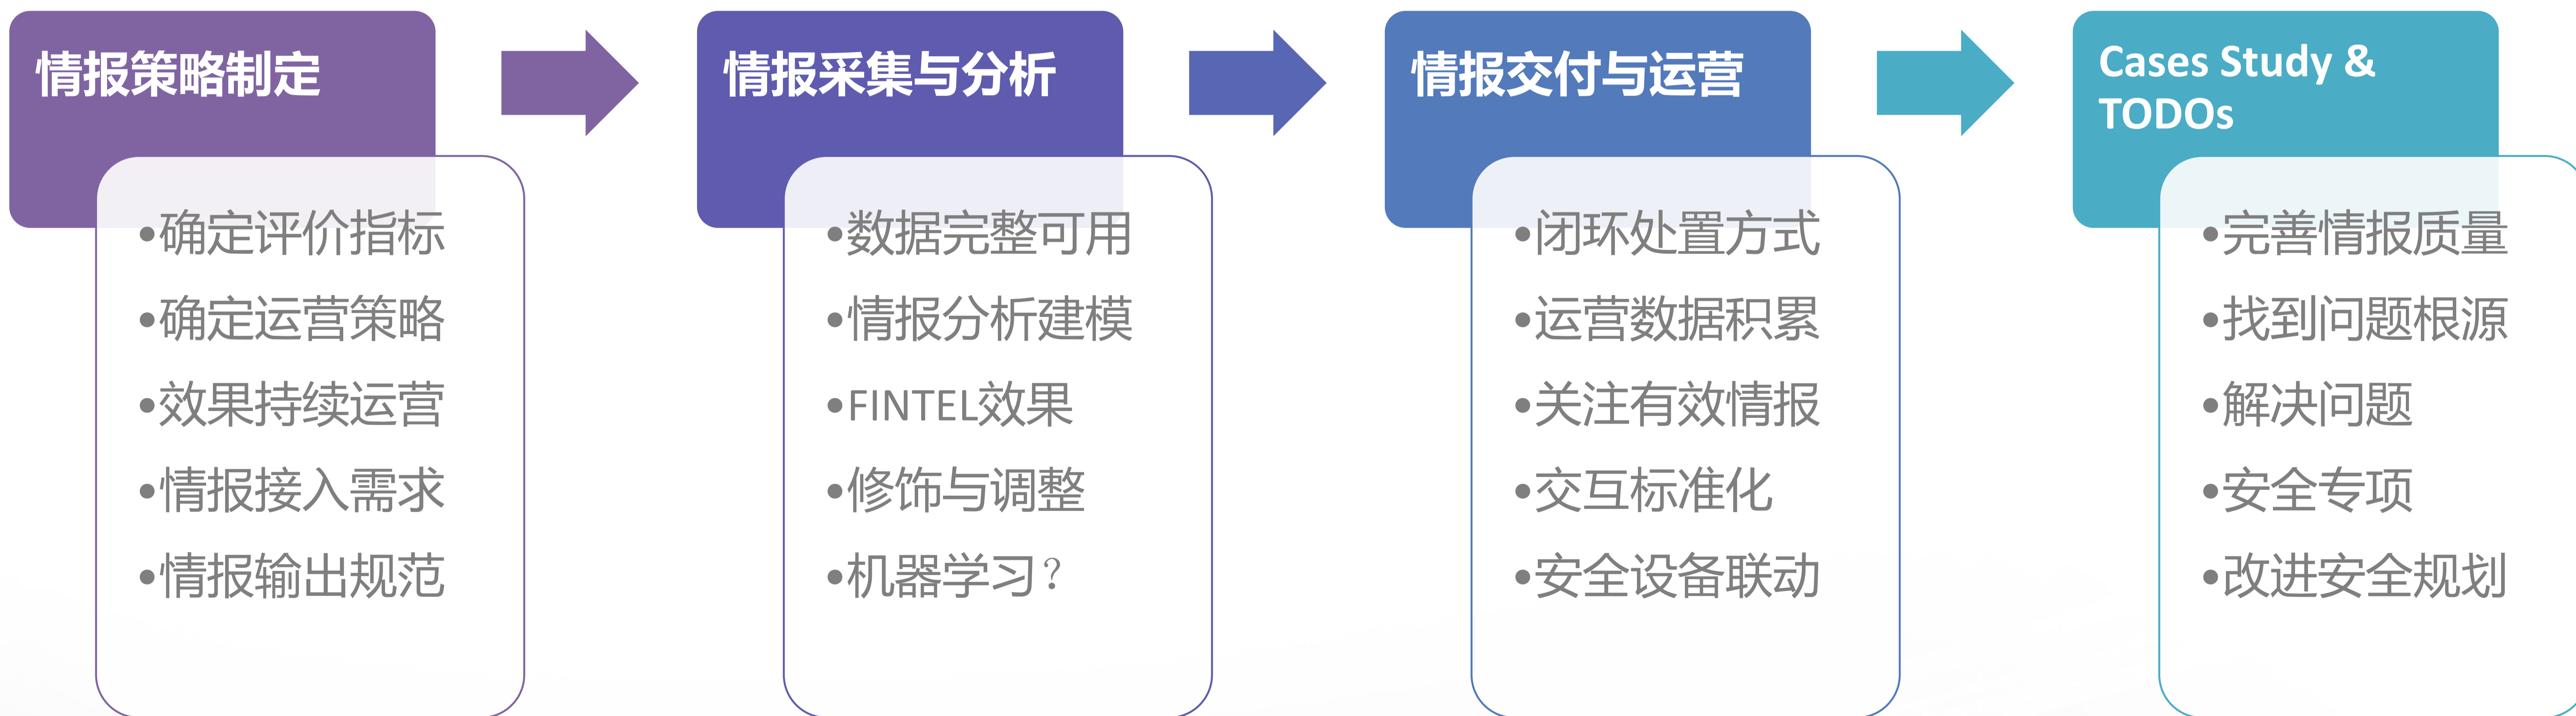 情报策略制定
•确定评价指标
•确定运营策略
•效果持续运营
•情报接入需求
•情报输出规范
情报采集与分析
•数据完整可用
•情报分析建模
•FINTEL效果
•修饰与调整
•机器学习？
情报交付与运营
•闭环处置方式
•运营数据积累
•关注有效情报
•交互标准化
•安全设备联动
Cases Study &
TODOs
•完善情报质量
•找到问题根源
•解决问题
•安全专项
•改进安全规划